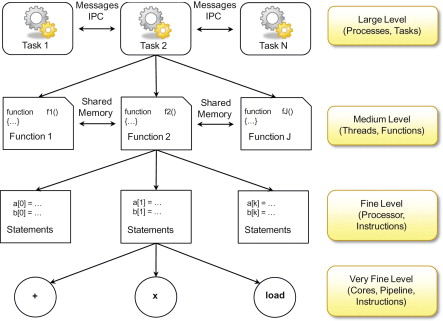 Messages
IPC
Messages
IPC
Large Level
(Processes, Tasks)
Task 1
Task 2
Task N
function f1()
{...}
Function 1
Shared
Memory
function f2()
{...}
Function 2
Shared
Memory
function fJ()
{...}
Function J
Medium Level
(Threads, Functions)
a[0] = ...
b[0] = ...
Statements
a[1] = ...
b[1] = ...
Statements
a[k] = ...
b[k] = ...
Statements
Fine Level
(Processor,
Instructions)
+
x
load
Very Fine Level
(Cores, Pipeline,
Instructions)